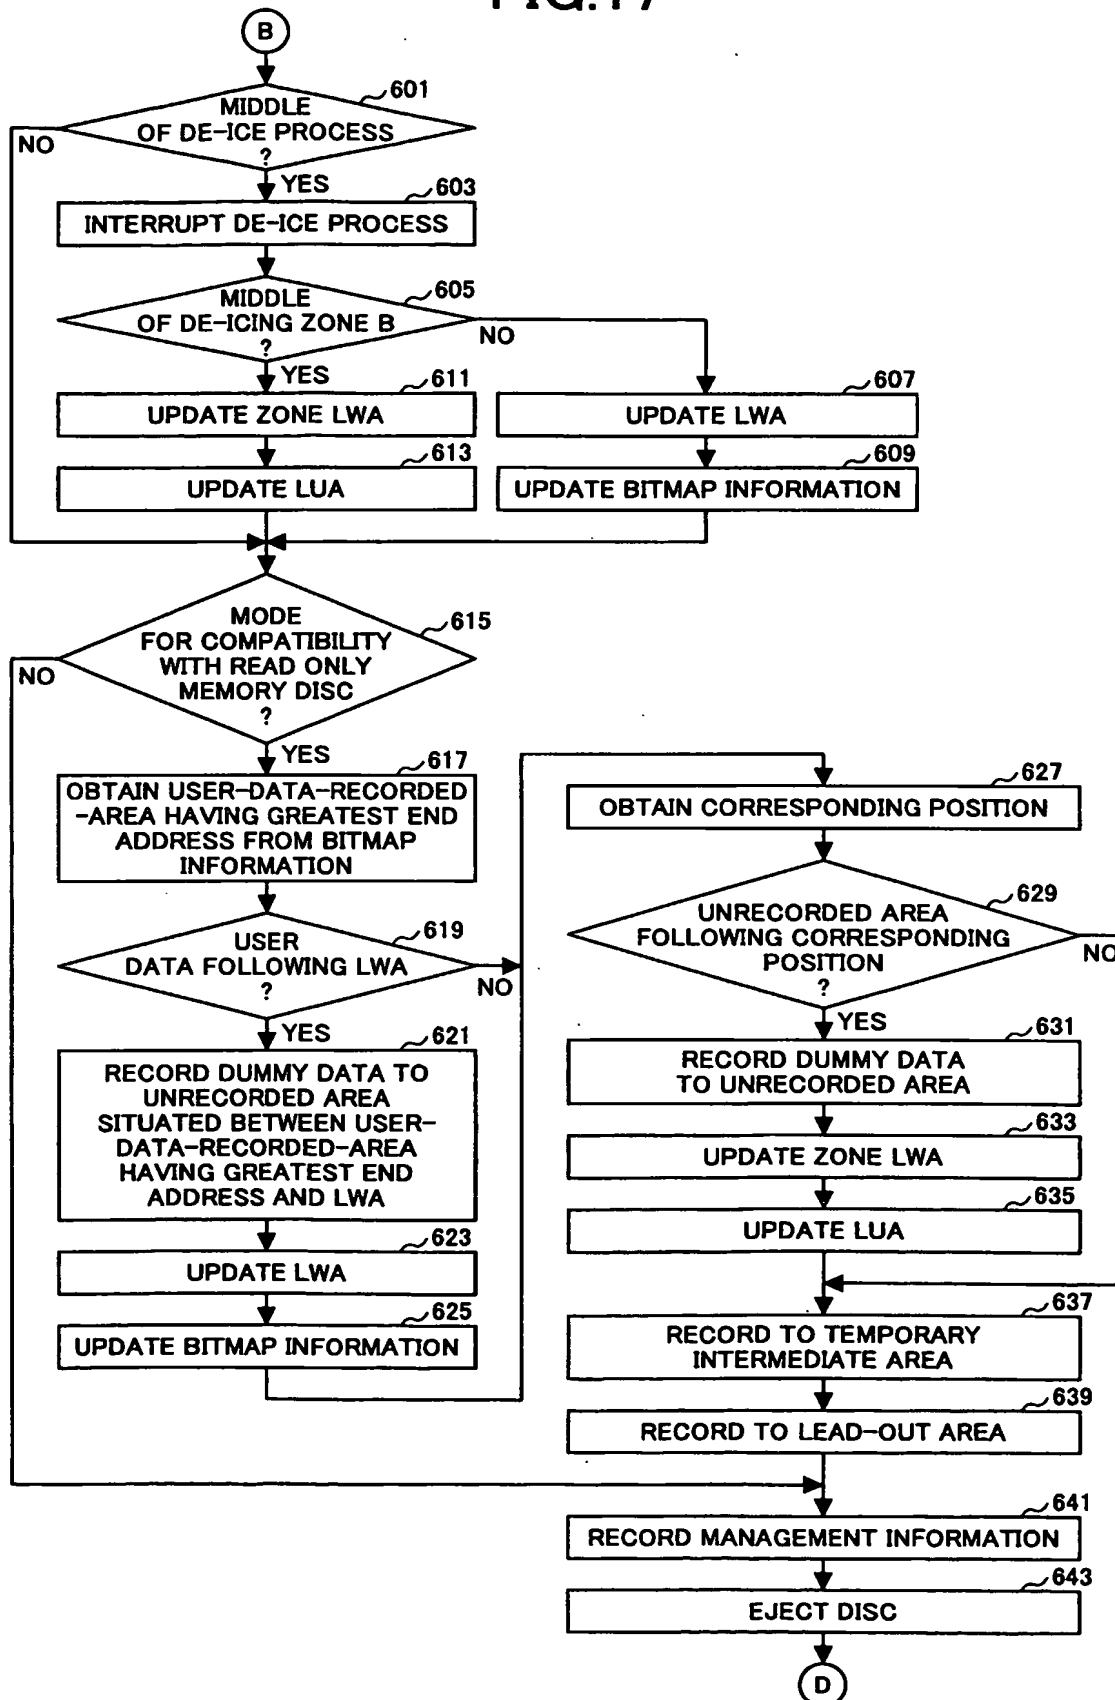 FIG.17
B
601
MIDDLE
OF DE-ICE PROCESS
?
NO
YES
603
INTERRUPT DE-ICE PROCESS
605
MIDDLE
OF DE-ICING ZONE B
?
NO
YES
611
UPDATE ZONE LWA
607
UPDATE LWA
613
UPDATE LUA
609
UPDATE BITMAP INFORMATION
615
MODE
FOR COMPATIBILITY
WITH READ ONLY
MEMORY DISC
?
NO
YES
617
OBTAIN USER-DATA-RECORDED
-AREA HAVING GREATEST END
ADDRESS FROM BITMAP
INFORMATION
619
USER
DATA FOLLOWING LWA
?
NO
YES
621
RECORD DUMMY DATA TO
UNRECORDED AREA
SITUATED BETWEEN USER-
DATA-RECORDED-AREA
HAVING GREATEST END
ADDRESS AND LWA
623
UPDATE LWA
625
UPDATE BITMAP INFORMATION
627
OBTAIN CORRESPONDING POSITION
629
UNRECORDED AREA
FOLLOWING CORRESPONDING
POSITION
?
NO
YES
631
RECORD DUMMY DATA
TO UNRECORDED AREA
633
UPDATE ZONE LWA
635
UPDATE LUA
637
RECORD TO TEMPORARY
INTERMEDIATE AREA
639
RECORD TO LEAD-OUT AREA
641
RECORD MANAGEMENT INFORMATION
643
EJECT DISC
D